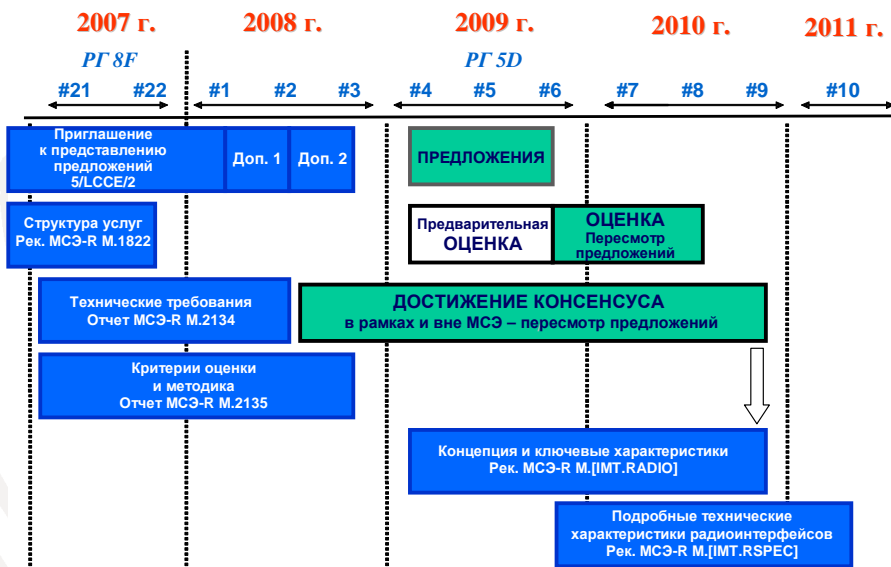 2007 г. 2008 г. 2009 г. 2010 г. 2011 г.
РГ 8F РГ 5D
#21 #22 #1 #2 #3 #4 #5 #6 #7 #8 #9 #10
Приглашение
к представлению
предложений
5/LCCE/2
Доп. 1
Доп. 2
ПРЕДЛОЖЕНИЯ
Структура услуг
Рек. МСЭ-R M.1822
Предварительная
ОЦЕНКА
ОЦЕНКА
Пересмотр
предложений
Технические требования
Отчет МСЭ-R M.2134
ДОСТИЖЕНИЕ КОНСЕНСУСА
в рамках и вне МСЭ – пересмотр предложений
Критерии оценки
и методика
Отчет МСЭ-R M.2135
Концепция и ключевые характеристики
Рек. МСЭ-R M.[IMT.RADIO]
Подробные технические
характеристики радиоинтерфейсов
Рек. МСЭ-R M.[IMT.RSPEC]